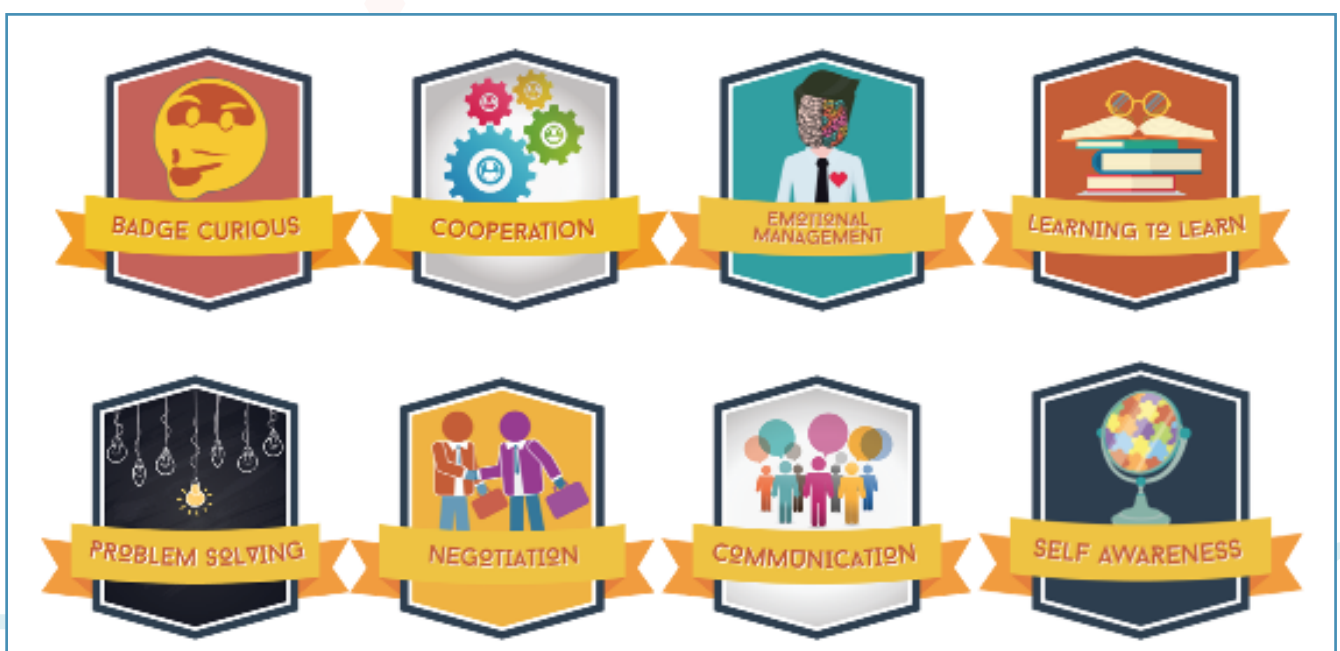 BADGE CURIOUS
COOPERATION
EMOTIONAL
MANAGEMENT
LEARNING TO LEARN
PROBLEM SOLVING
NEGOTIATION
COMMUNICATION
SELF AWARENESS